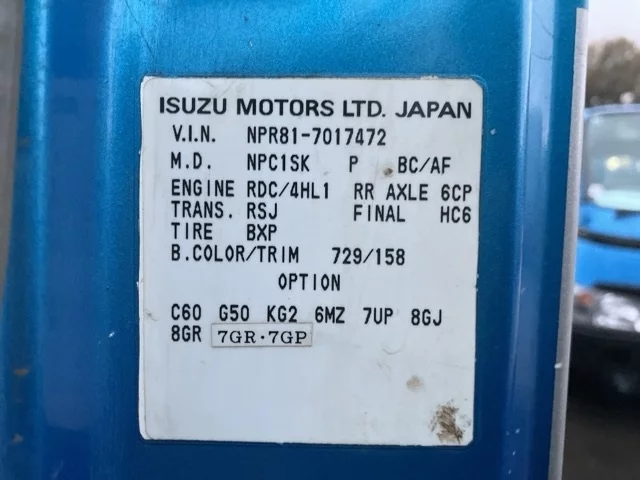 ISUZU MOTORS LTD. JAPAN
V.I.N. NPR81-7017472
M.D. NPC1SK P BC/AF
ENGINE RDC/4HL1 RR AXLE 6CP
TRANS. RSJ FINAL HC6
TIRE BXP
B.COLOR/TRIM 729/158
OPTION
C60 G50 KG2 6MZ 7UP 8GJ
8GR 7GR·7GP